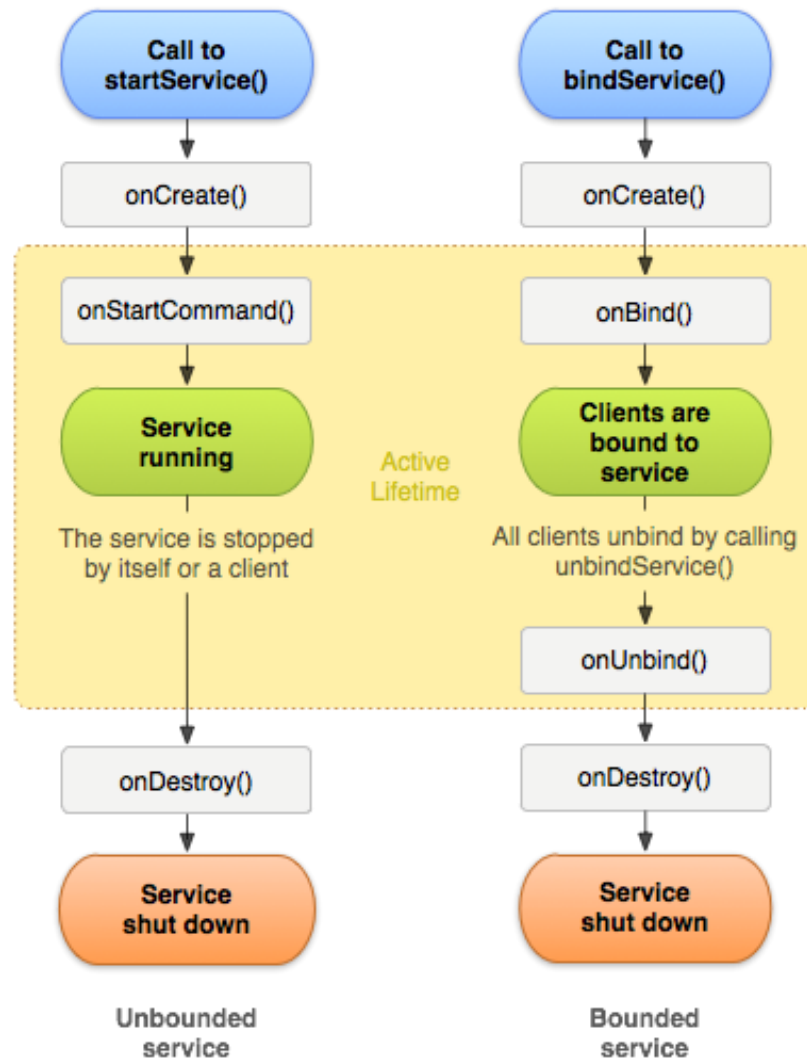 Call to
startService()
onCreate()
onStartCommand()
Service
running
The service is stopped
by itself or a client
onDestroy()
Service
shut down
Unbounded
service
Active
Lifetime
Call to
bindService()
onCreate()
onBind()
Clients are
bound to
service
All clients unbind by calling
unbindService()
onUnbind()
onDestroy()
Service
shut down
Bounded
service